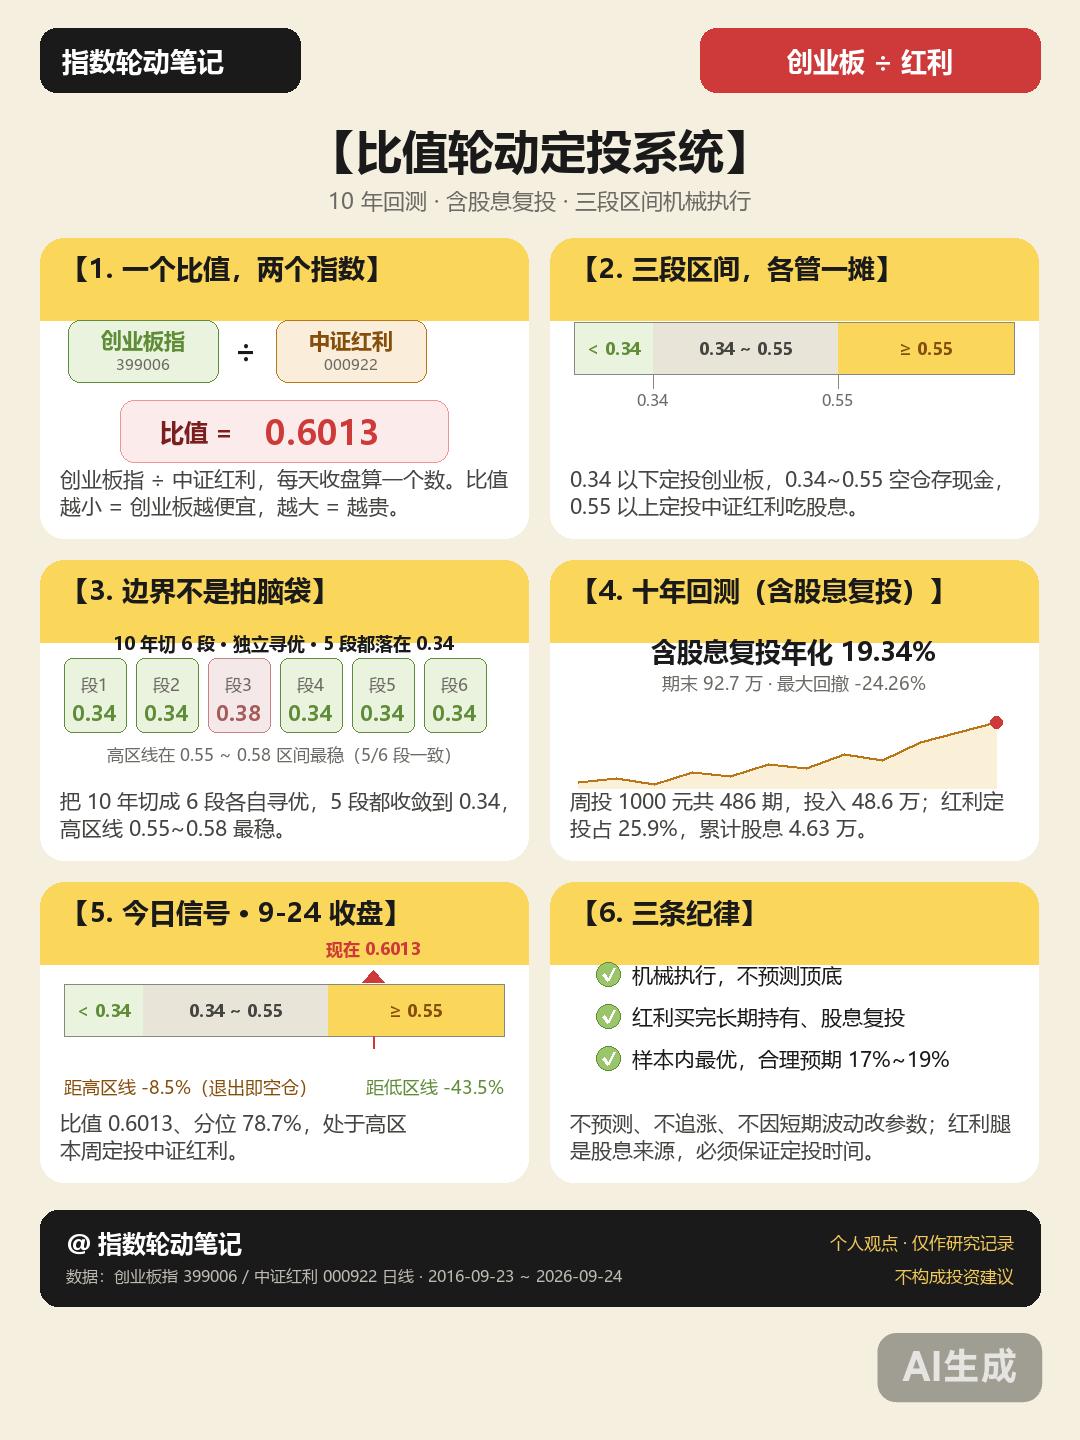 指数轮动笔记
创业板 ÷ 红利
【比值轮动定投系统】
10 年回测 · 含股息复投 · 三段区间机械执行
【1. 一个比值，两个指数】
创业板指
399006
÷
中证红利
000922
比值 = 0.6013
创业板指 ÷ 中证红利，每天收盘算一个数。比值
越小 = 创业板越便宜，越大 = 越贵。
【2. 三段区间，各管一摊】
< 0.34
0.34 ~ 0.55
≥ 0.55
0.34
0.55
0.34 以下定投创业板，0.34~0.55 空仓存现金，
0.55 以上定投中证红利吃股息。
【3. 边界不是拍脑袋】
10 年切 6 段 • 独立寻优 • 5 段都落在 0.34
段1
0.34
段2
0.34
段3
0.38
段4
0.34
段5
0.34
段6
0.34
高区线在 0.55 ~ 0.58 区间最稳（5/6 段一致）
把 10 年切成 6 段各自寻优，5 段都收敛到 0.34，
高区线 0.55~0.58 最稳。
【4. 十年回测（含股息复投）】
含股息复投年化 19.34%
期末 92.7 万 · 最大回撤 -24.26%
周投 1000 元共 486 期，投入 48.6 万；红利定
投占 25.9%，累计股息 4.63 万。
【5. 今日信号 • 9-24 收盘】
现在 0.6013
< 0.34
0.34 ~ 0.55
≥ 0.55
距高区线 -8.5%（退出即空仓）
距低区线 -43.5%
比值 0.6013、分位 78.7%，处于高区
本周定投中证红利。
【6. 三条纪律】
机械执行，不预测顶底
红利买完长期持有、股息复投
样本内最优，合理预期 17%~19%
不预测、不追涨、不因短期波动改参数；红利腿
是股息来源，必须保证定投时间。
@ 指数轮动笔记
数据：创业板指 399006 / 中证红利 000922 日线 · 2016-09-23 ~ 2026-09-24
个人观点 · 仅作研究记录
不构成投资建议
AI生成